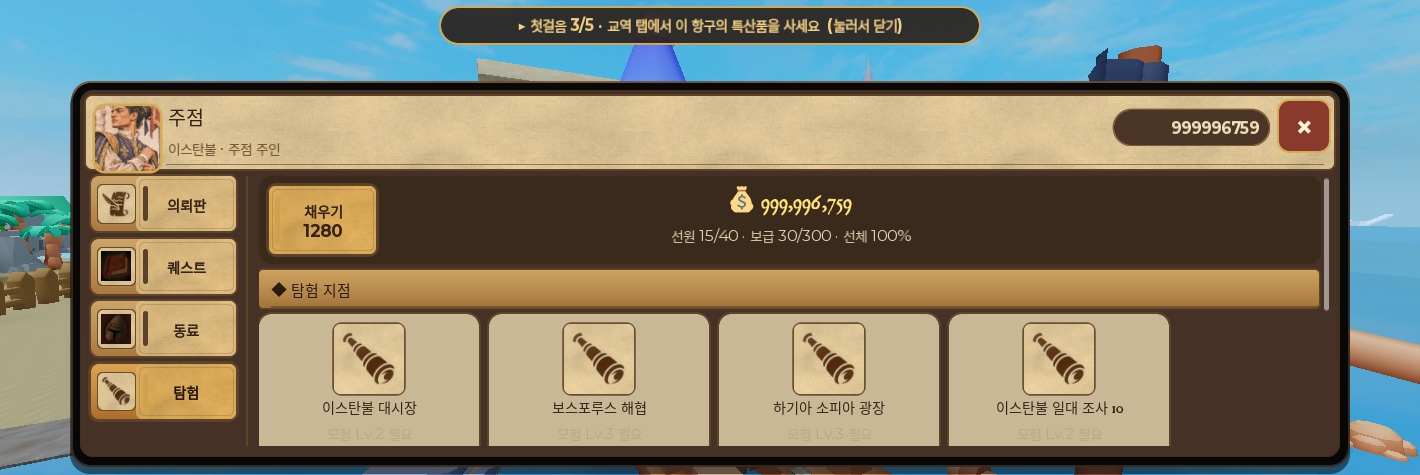 ▸ 첫걸음 3/5 · 교역 탭에서 이 항구의 특산품을 사세요 (눌러서 닫기)
주점
이스탄불 · 주점 주인
999996759
×
의뢰판
퀘스트
동료
탐험
채우기
1280
999,996,759
선원 15/40 · 보급 30/300 · 선체 100%
◆ 탐험 지점
이스탄불 대시장
모험 Lv.2 필요
보스포루스 해협
모험 Lv.3 필요
하기아 소피아 광장
모험 Lv.3 필요
이스탄불 일대 조사 10
모험 Lv.2 필요